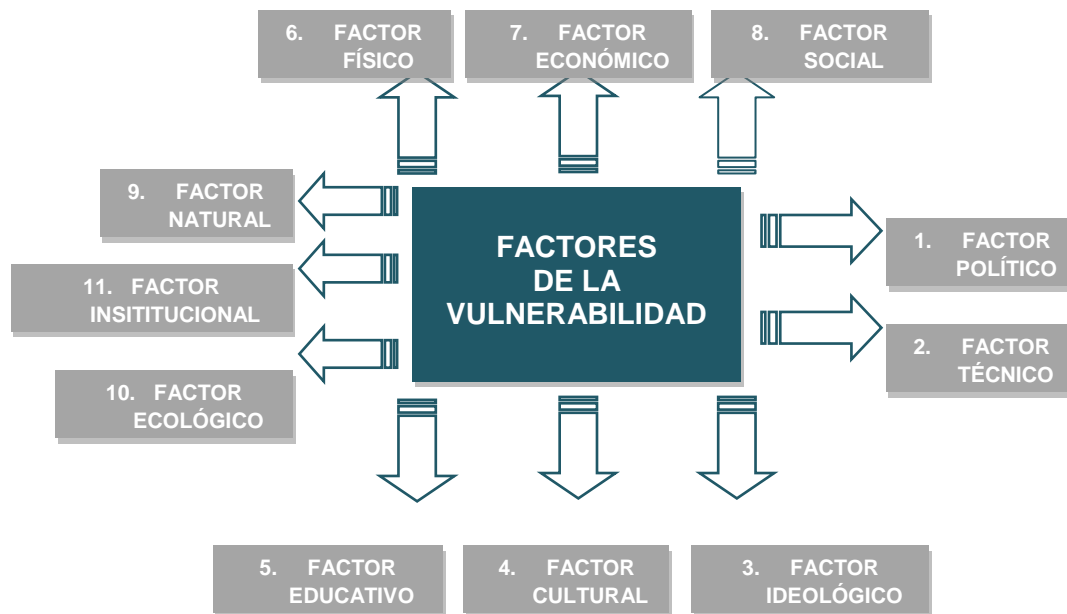 6. FACTOR
FÍSICO
7. FACTOR
ECONÓMICO
8. FACTOR
SOCIAL
9. FACTOR
NATURAL
FACTORES
DE LA
VULNERABILIDAD
1. FACTOR
POLÍTICO
11. FACTOR
INSITITUCIONAL
2. FACTOR
TÉCNICO
10. FACTOR
ECOLÓGICO
5. FACTOR
EDUCATIVO
4. FACTOR
CULTURAL
3. FACTOR
IDEOLÓGICO